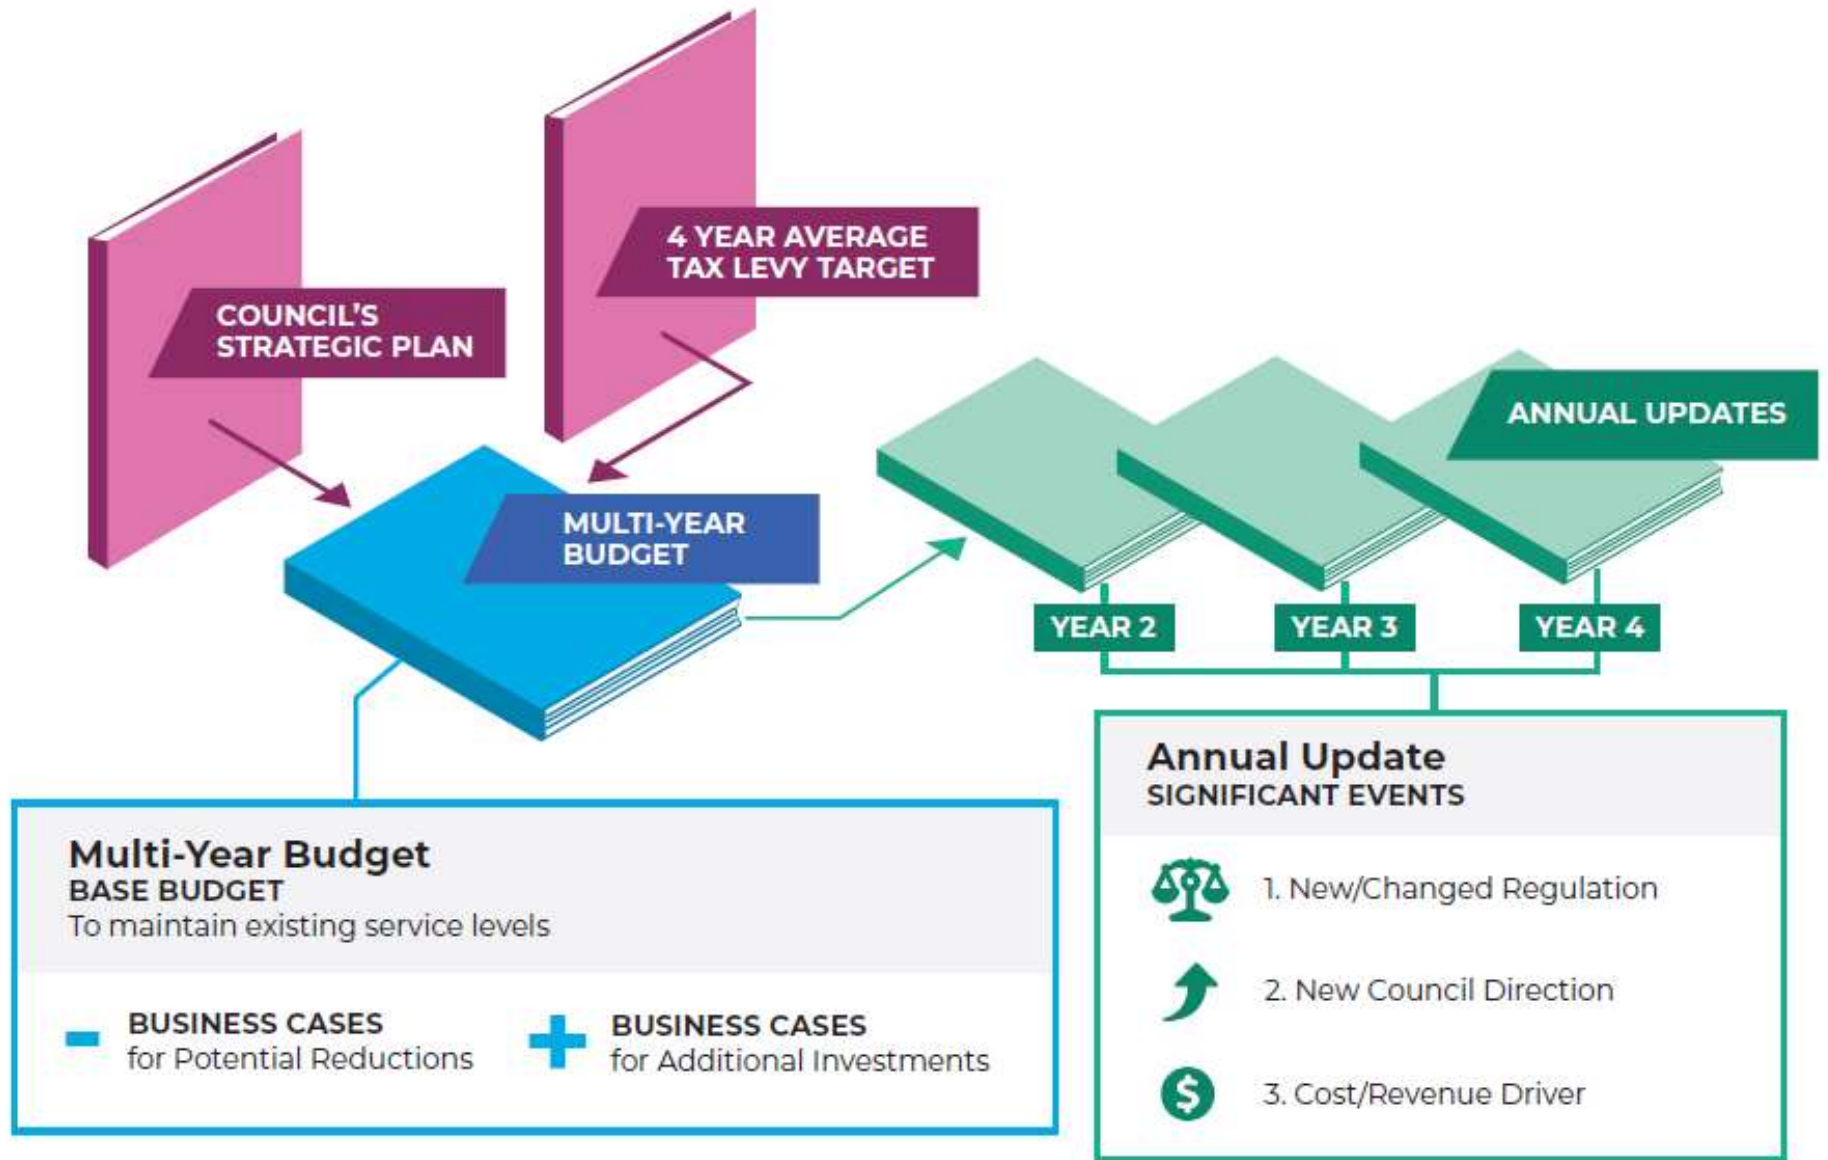 COUNCIL'S
STRATEGIC PLAN
4 YEAR AVERAGE
TAX LEVY TARGET
MULTI-YEAR
BUDGET
ANNUAL UPDATES
YEAR 2
YEAR 3
YEAR 4
Multi-Year Budget
BASE BUDGET
To maintain existing service levels
- BUSINESS CASES
for Potential Reductions
+ BUSINESS CASES
for Additional Investments
Annual Update
SIGNIFICANT EVENTS
1. New/Changed Regulation
2. New Council Direction
$ 3. Cost/Revenue Driver